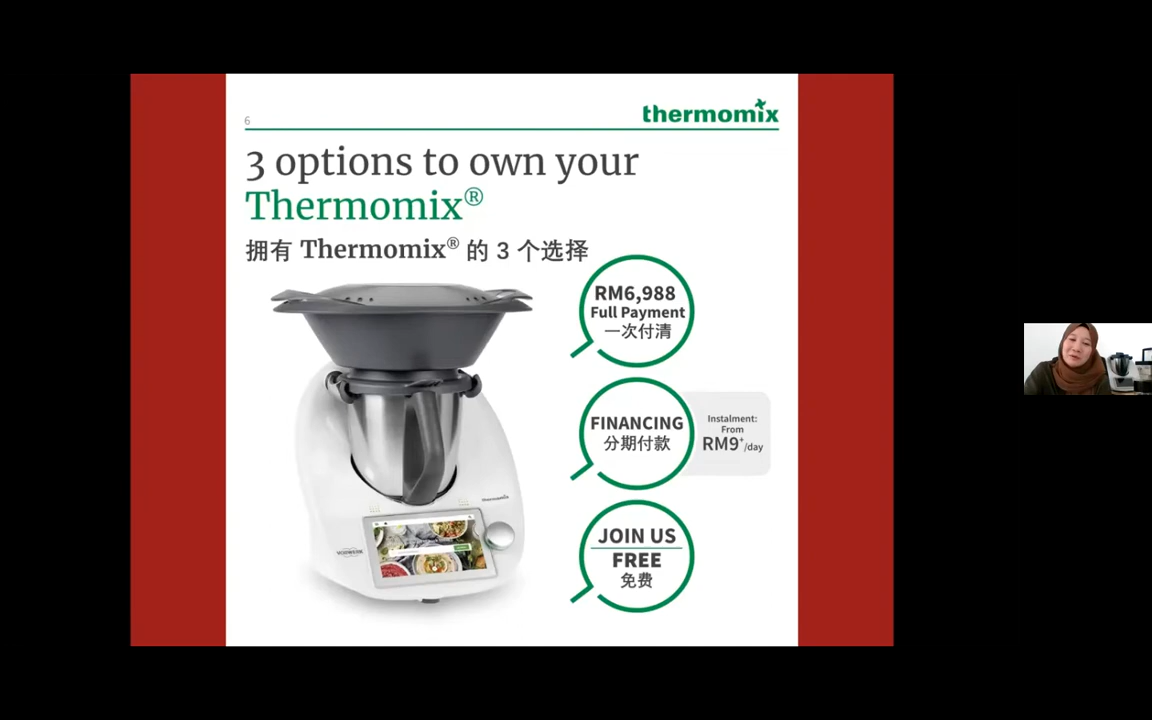 6
thermomix
3 options to own your
Thermomix®
拥有 Thermomix® 的 3 个选择
RM6,988
Full Payment
一次付清
FINANCING
分期付款
Instalment:
From
RM9+/day
JOIN US
FREE
免费
thermomix
VORWERK